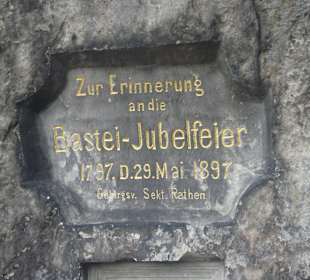 Zur Erinnerung
an die
Bastei-Jubelfeier
1797. D. 29. Mai. 1897
Gebirgsv. Sekt. Rathen